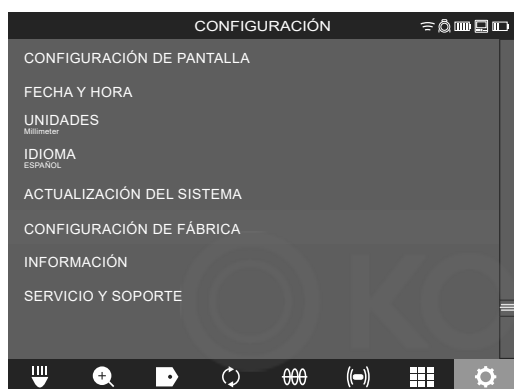 CONFIGURACIÓN
CONFIGURACIÓN DE PANTALLA
FECHA Y HORA
UNIDADES
Millimeter
IDIOMA
ESPAÑOL
ACTUALIZACIÓN DEL SISTEMA
CONFIGURACIÓN DE FÁBRICA
INFORMACIÓN
SERVICIO Y SOPORTE
KO